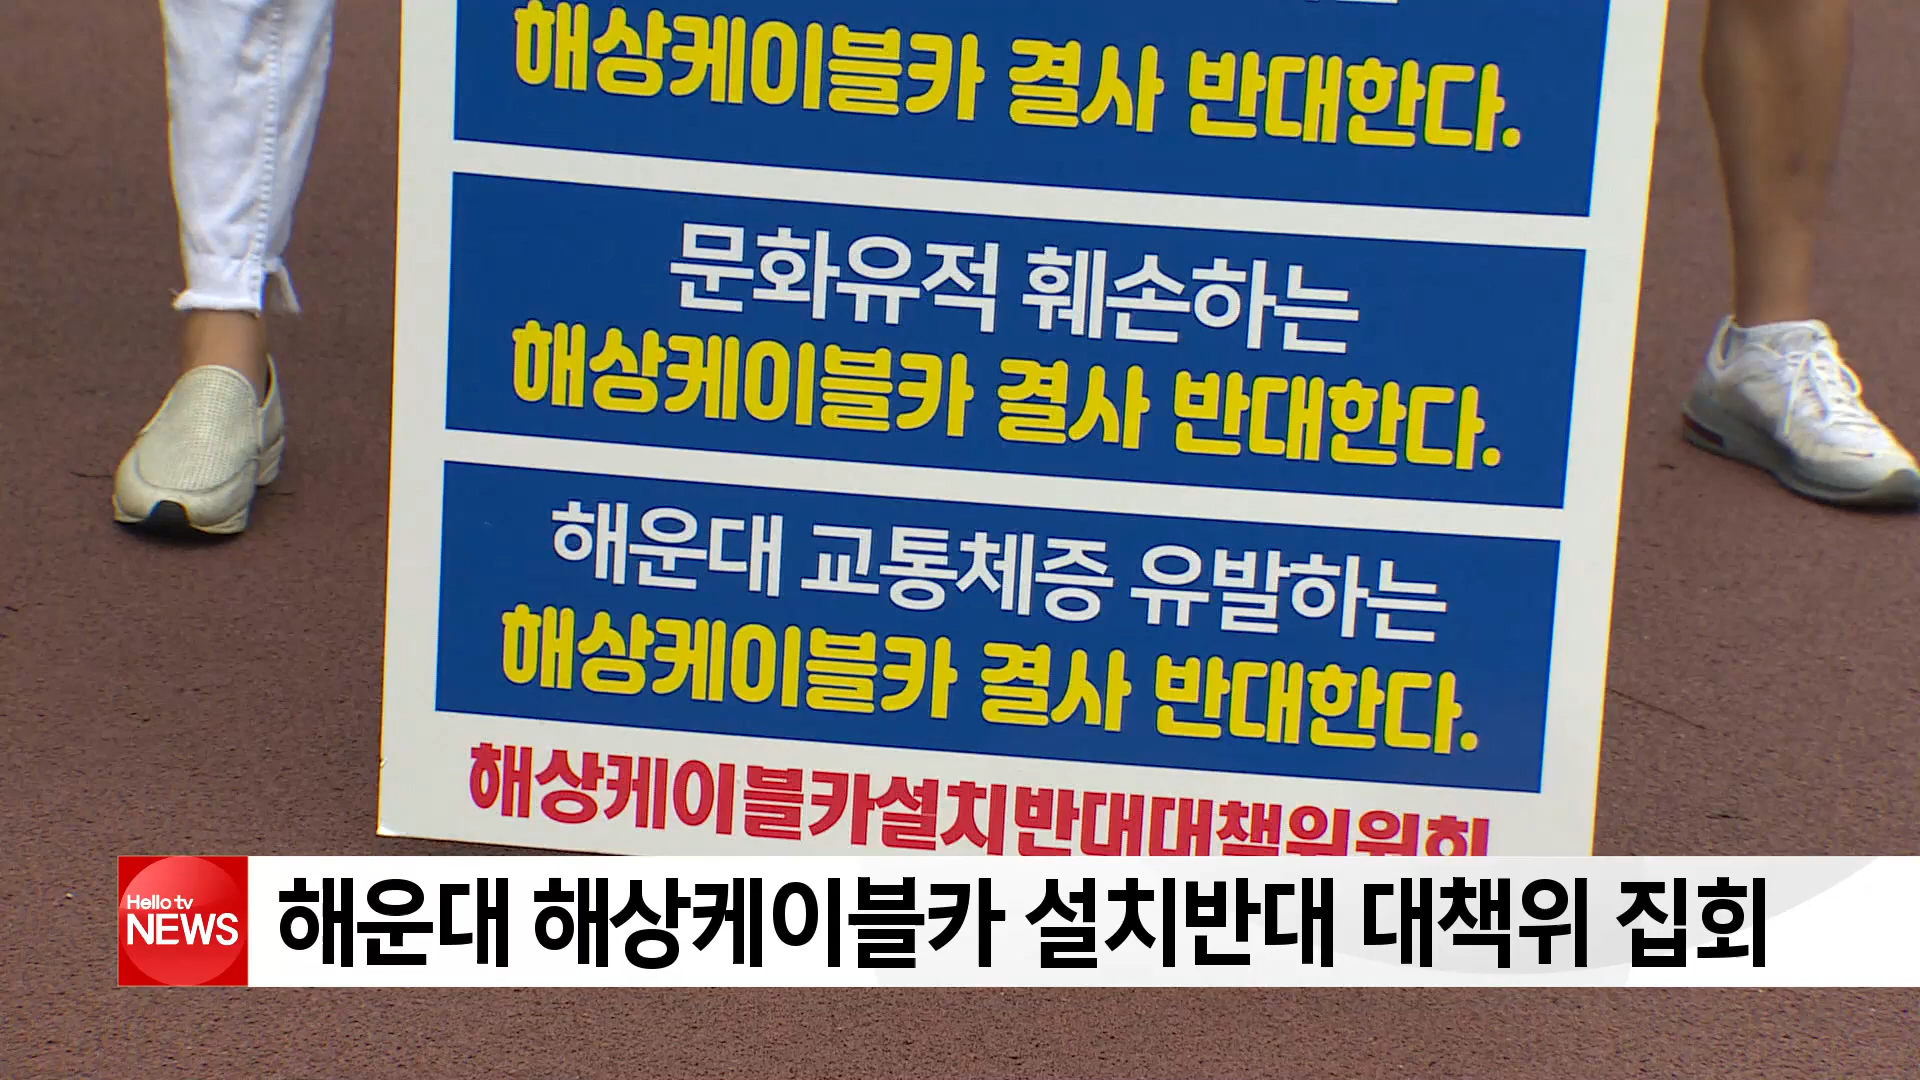 해상케이블카 결사 반대한다.
문화유적 훼손하는
해상케이블카 결사 반대한다.
해운대 교통체증 유발하는
해상케이블카 결사 반대한다.
해상케이블카설치반대대책위원회
Hello tv
NEWS
해운대 해상케이블카 설치반대 대책위 집회